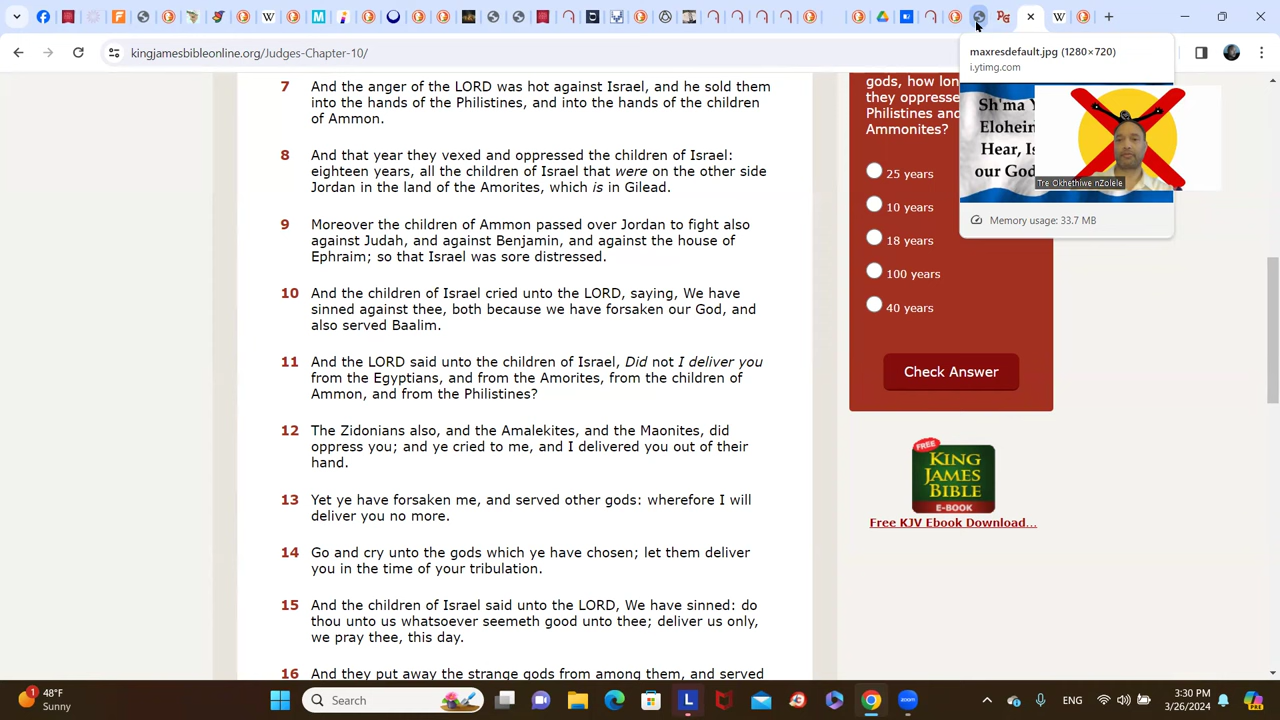 kingjamesbibleonline.org/Judges-Chapter-10/
maxresdefault.jpg (1280×720)
i.ytimg.com
Sh'ma
Hear,
our God
Tre Okhethiwe nZolele
Memory usage: 33.7 MB
7 And the anger of the LORD was hot against Israel, and he sold them
into the hands of the Philistines, and into the hands of the children
of Ammon.
8 And that year they vexed and oppressed the children of Israel:
eighteen years, all the children of Israel that were on the other side
Jordan in the land of the Amorites, which is in Gilead.
9 Moreover the children of Ammon passed over Jordan to fight also
against Judah, and against Benjamin, and against the house of
Ephraim; so that Israel was sore distressed.
10 And the children of Israel cried unto the LORD, saying, We have
sinned against thee, both because we have forsaken our God, and
also served Baalim.
11 And the LORD said unto the children of Israel, Did not I deliver you
from the Egyptians, and from the Amorites, from the children of
Ammon, and from the Philistines?
12 The Zidonians also, and the Amalekites, and the Maonites, did
oppress you; and ye cried to me, and I delivered you out of their
hand.
13 Yet ye have forsaken me, and served other gods: wherefore I will
deliver you no more.
14 Go and cry unto the gods which ye have chosen; let them deliver
you in the time of your tribulation.
15 And the children of Israel said unto the LORD, We have sinned: do
thou unto us whatsoever seemeth good unto thee; deliver us only,
we pray thee, this day.
16 And they put away the strange gods from among them, and served
gods, how
they
Philistines
Ammonites?
25 years
10 years
18 years
100 years
40 years
Check Answer
FREE
KING
JAMES
BIBLE
E-BOOK
Free KJV Ebook Download...
1
48°F
Sunny
Search
ENG
3:30 PM
3/26/2024